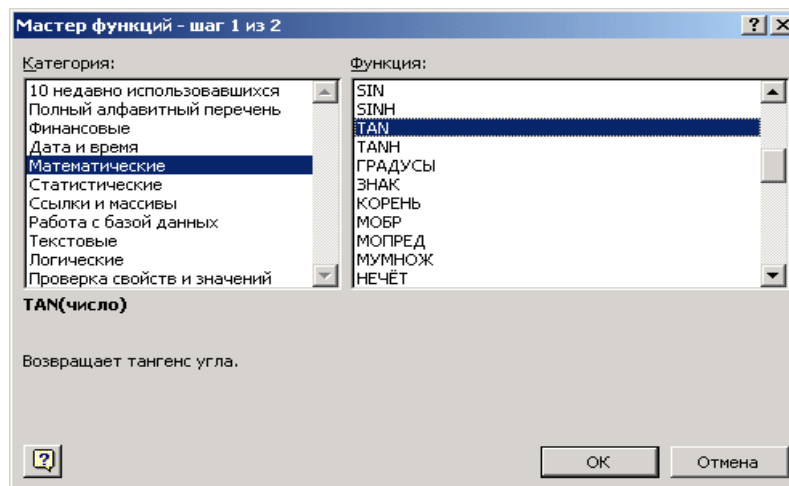 Мастер функций - шаг 1 из 2
Категория:
10 недавно использовавшихся
Полный алфавитный перечень
Финансовые
Дата и время
Математические
Статистические
Ссылки и массивы
Работа с базой данных
Текстовые
Логические
Проверка свойств и значений
Функция:
SIN
SINH
TAN
TANH
ГРАДУСЫ
ЗНАК
КОРЕНЬ
МОБР
МОПРЕД
МУМНОЖ
НЕЧЁТ
TAN(число)
Возвращает тангенс угла.
ОК
Отмена